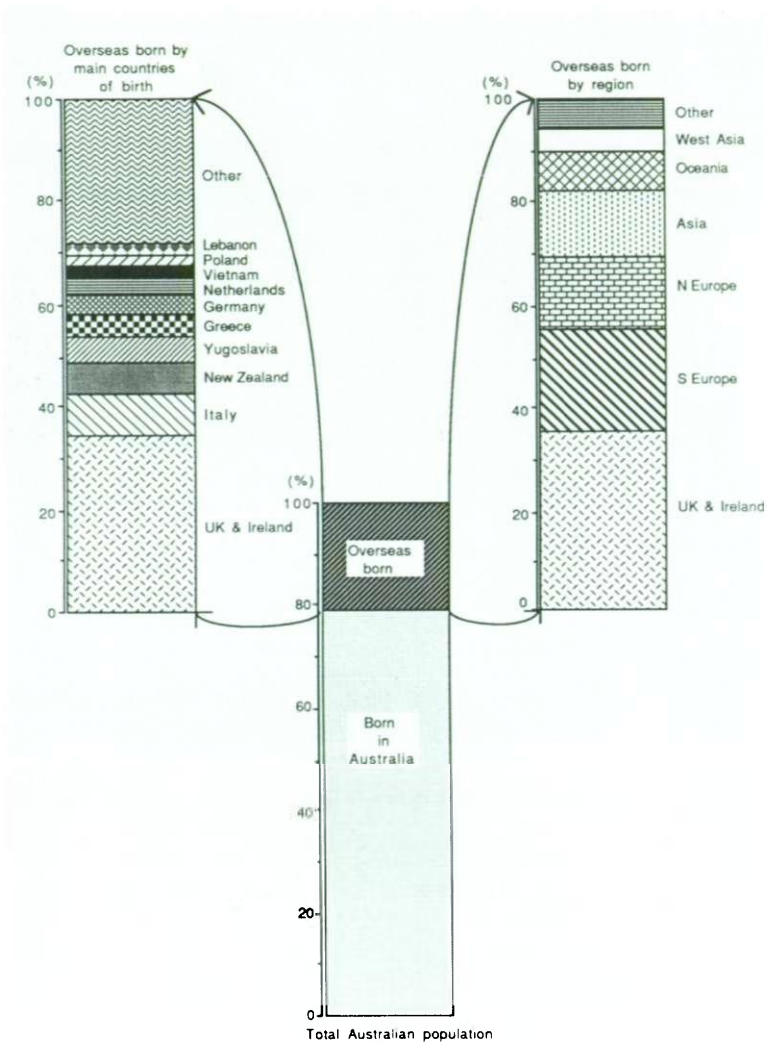 Overseas born by
main countries
of birth
(%)
100
80
60
40
20
0
Other
Lebanon
Poland
Vietnam
Netherlands
Germany
Greece
Yugoslavia
New Zealand
Italy
UK & Ireland
Overseas born
by region
(%)
100
80
60
40
20
0
Other
West Asia
Oceania
Asia
N Europe
S Europe
UK & Ireland
(%)
100
80
60
40
20
0
Overseas
born
Born
in
Australia
Total Australian population